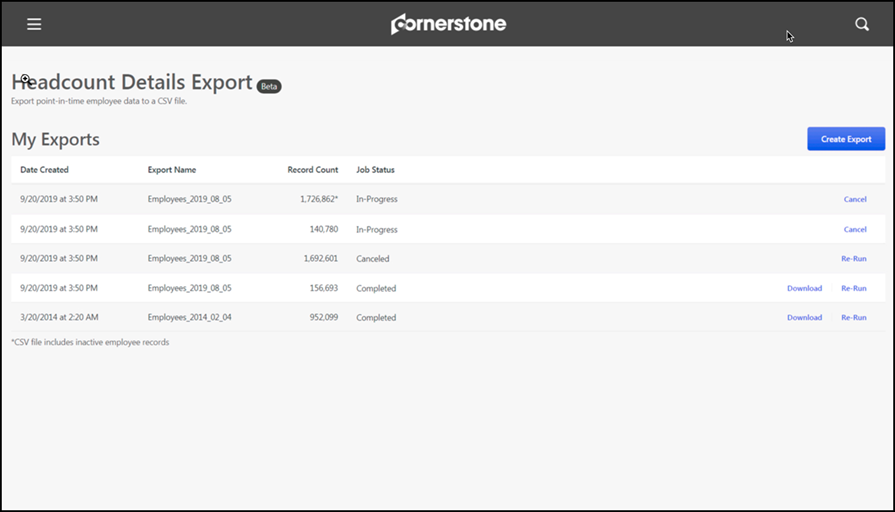 Cornerstone
Headcount Details Export Beta
Export point-in-time employee data to a CSV file.
My Exports Create Export
Date Created Export Name Record Count Job Status
9/20/2019 at 3:50 PM Employees_2019_08_05 1,726,862* In-Progress Cancel
9/20/2019 at 3:50 PM Employees_2019_08_05 140,780 In-Progress Cancel
9/20/2019 at 3:50 PM Employees_2019_08_05 1,692,601 Canceled Re-Run
9/20/2019 at 3:50 PM Employees_2019_08_05 156,693 Completed Download Re-Run
3/20/2014 at 2:20 AM Employees_2014_02_04 952,099 Completed Download Re-Run
*CSV file includes inactive employee records